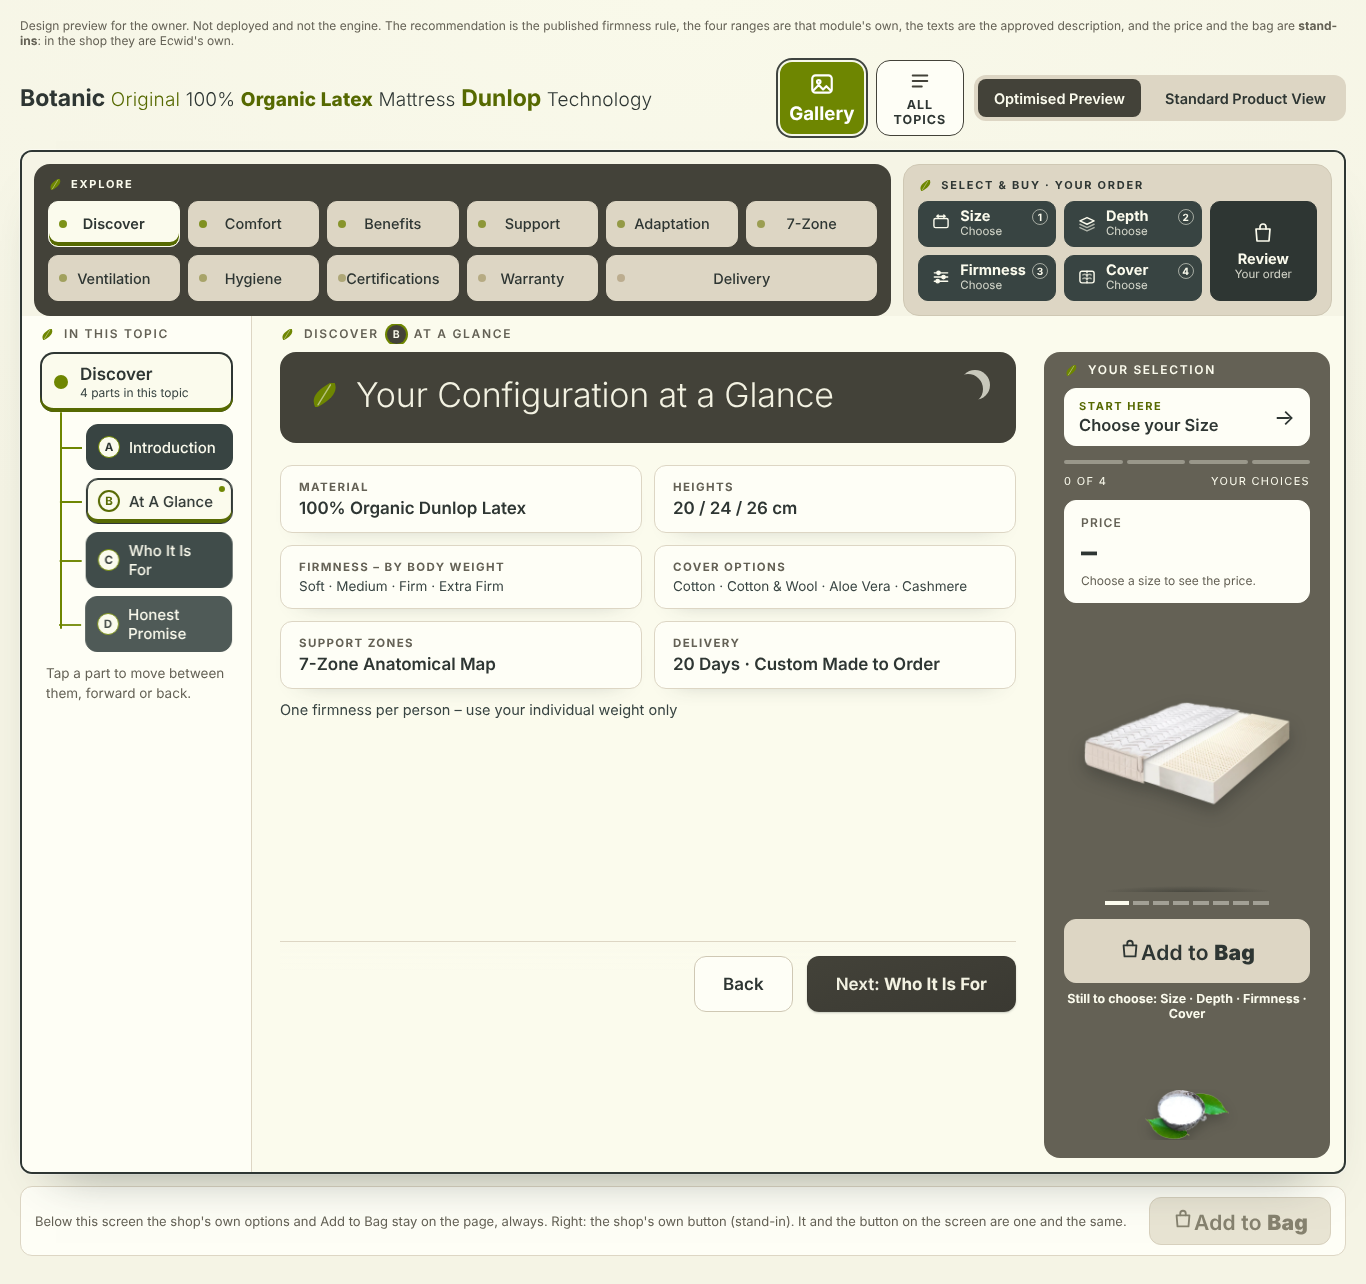 Design preview for the owner. Not deployed and not the engine. The recommendation is the published firmness rule, the four ranges are that module's own, the texts are the approved description, and the price and the bag are stand-
ins: in the shop they are Ecwid's own.
Botanic Original 100% Organic Latex Mattress Dunlop Technology
Gallery
ALL
TOPICS
Optimised Preview
Standard Product View
EXPLORE
Discover
Comfort
Benefits
Support
Adaptation
7-Zone
Ventilation
Hygiene
Certifications
Warranty
Delivery
SELECT & BUY · YOUR ORDER
Size
Choose
1
Depth
Choose
2
Firmness
Choose
3
Cover
Choose
4
Review
Your order
IN THIS TOPIC
Discover
4 parts in this topic
A Introduction
B At A Glance
C Who It Is
For
D Honest
Promise
Tap a part to move between
them, forward or back.
DISCOVER B AT A GLANCE
Your Configuration at a Glance
MATERIAL
100% Organic Dunlop Latex
HEIGHTS
20 / 24 / 26 cm
FIRMNESS – BY BODY WEIGHT
Soft · Medium · Firm · Extra Firm
COVER OPTIONS
Cotton · Cotton & Wool · Aloe Vera · Cashmere
SUPPORT ZONES
7-Zone Anatomical Map
DELIVERY
20 Days · Custom Made to Order
One firmness per person – use your individual weight only
Back
Next: Who It Is For
YOUR SELECTION
START HERE
Choose your Size
0 OF 4
YOUR CHOICES
PRICE
–
Choose a size to see the price.
Add to Bag
Still to choose: Size · Depth · Firmness ·
Cover
Below this screen the shop's own options and Add to Bag stay on the page, always. Right: the shop's own button (stand-in). It and the button on the screen are one and the same.
Add to Bag